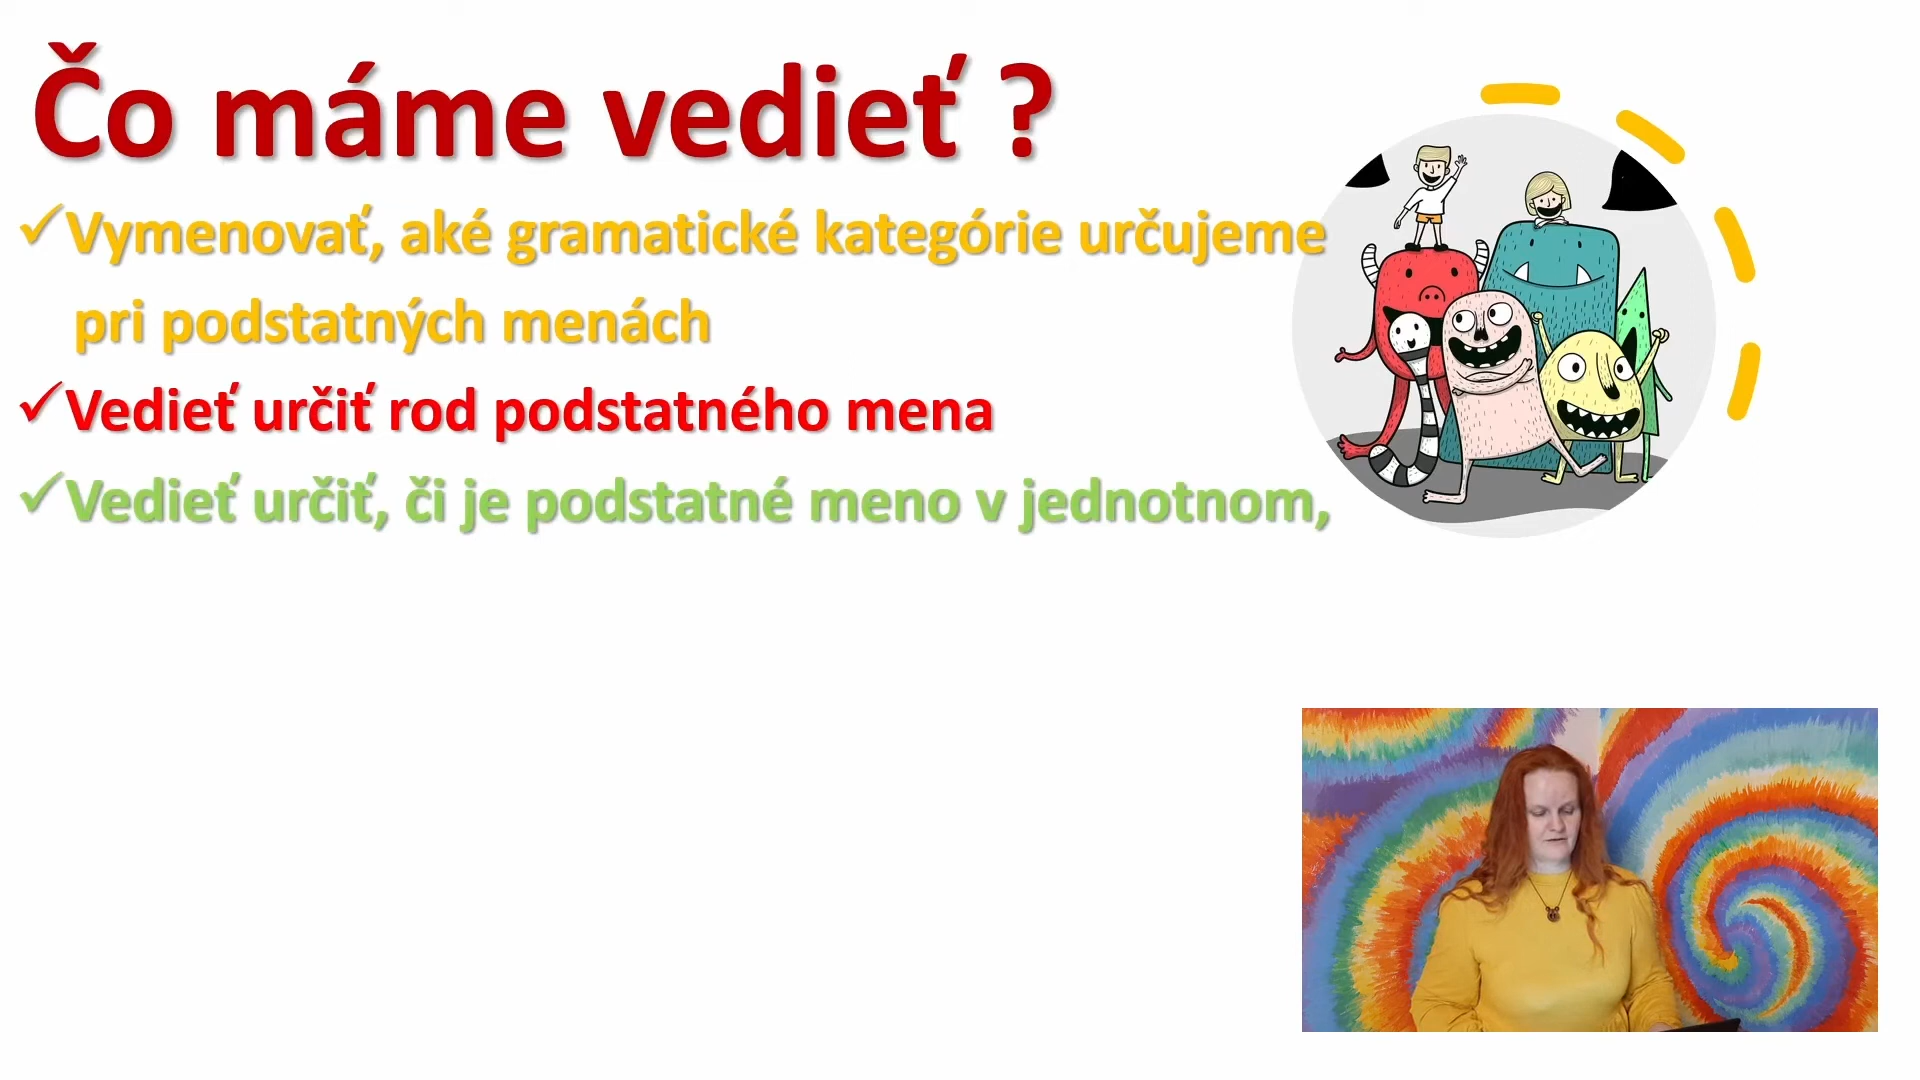 Čo máme vedieť ?
✓Vymenovať, aké gramatické kategórie určujeme
pri podstatných menách
✓Vedieť určiť rod podstatného mena
✓Vedieť určiť, či je podstatné meno v jednotnom,